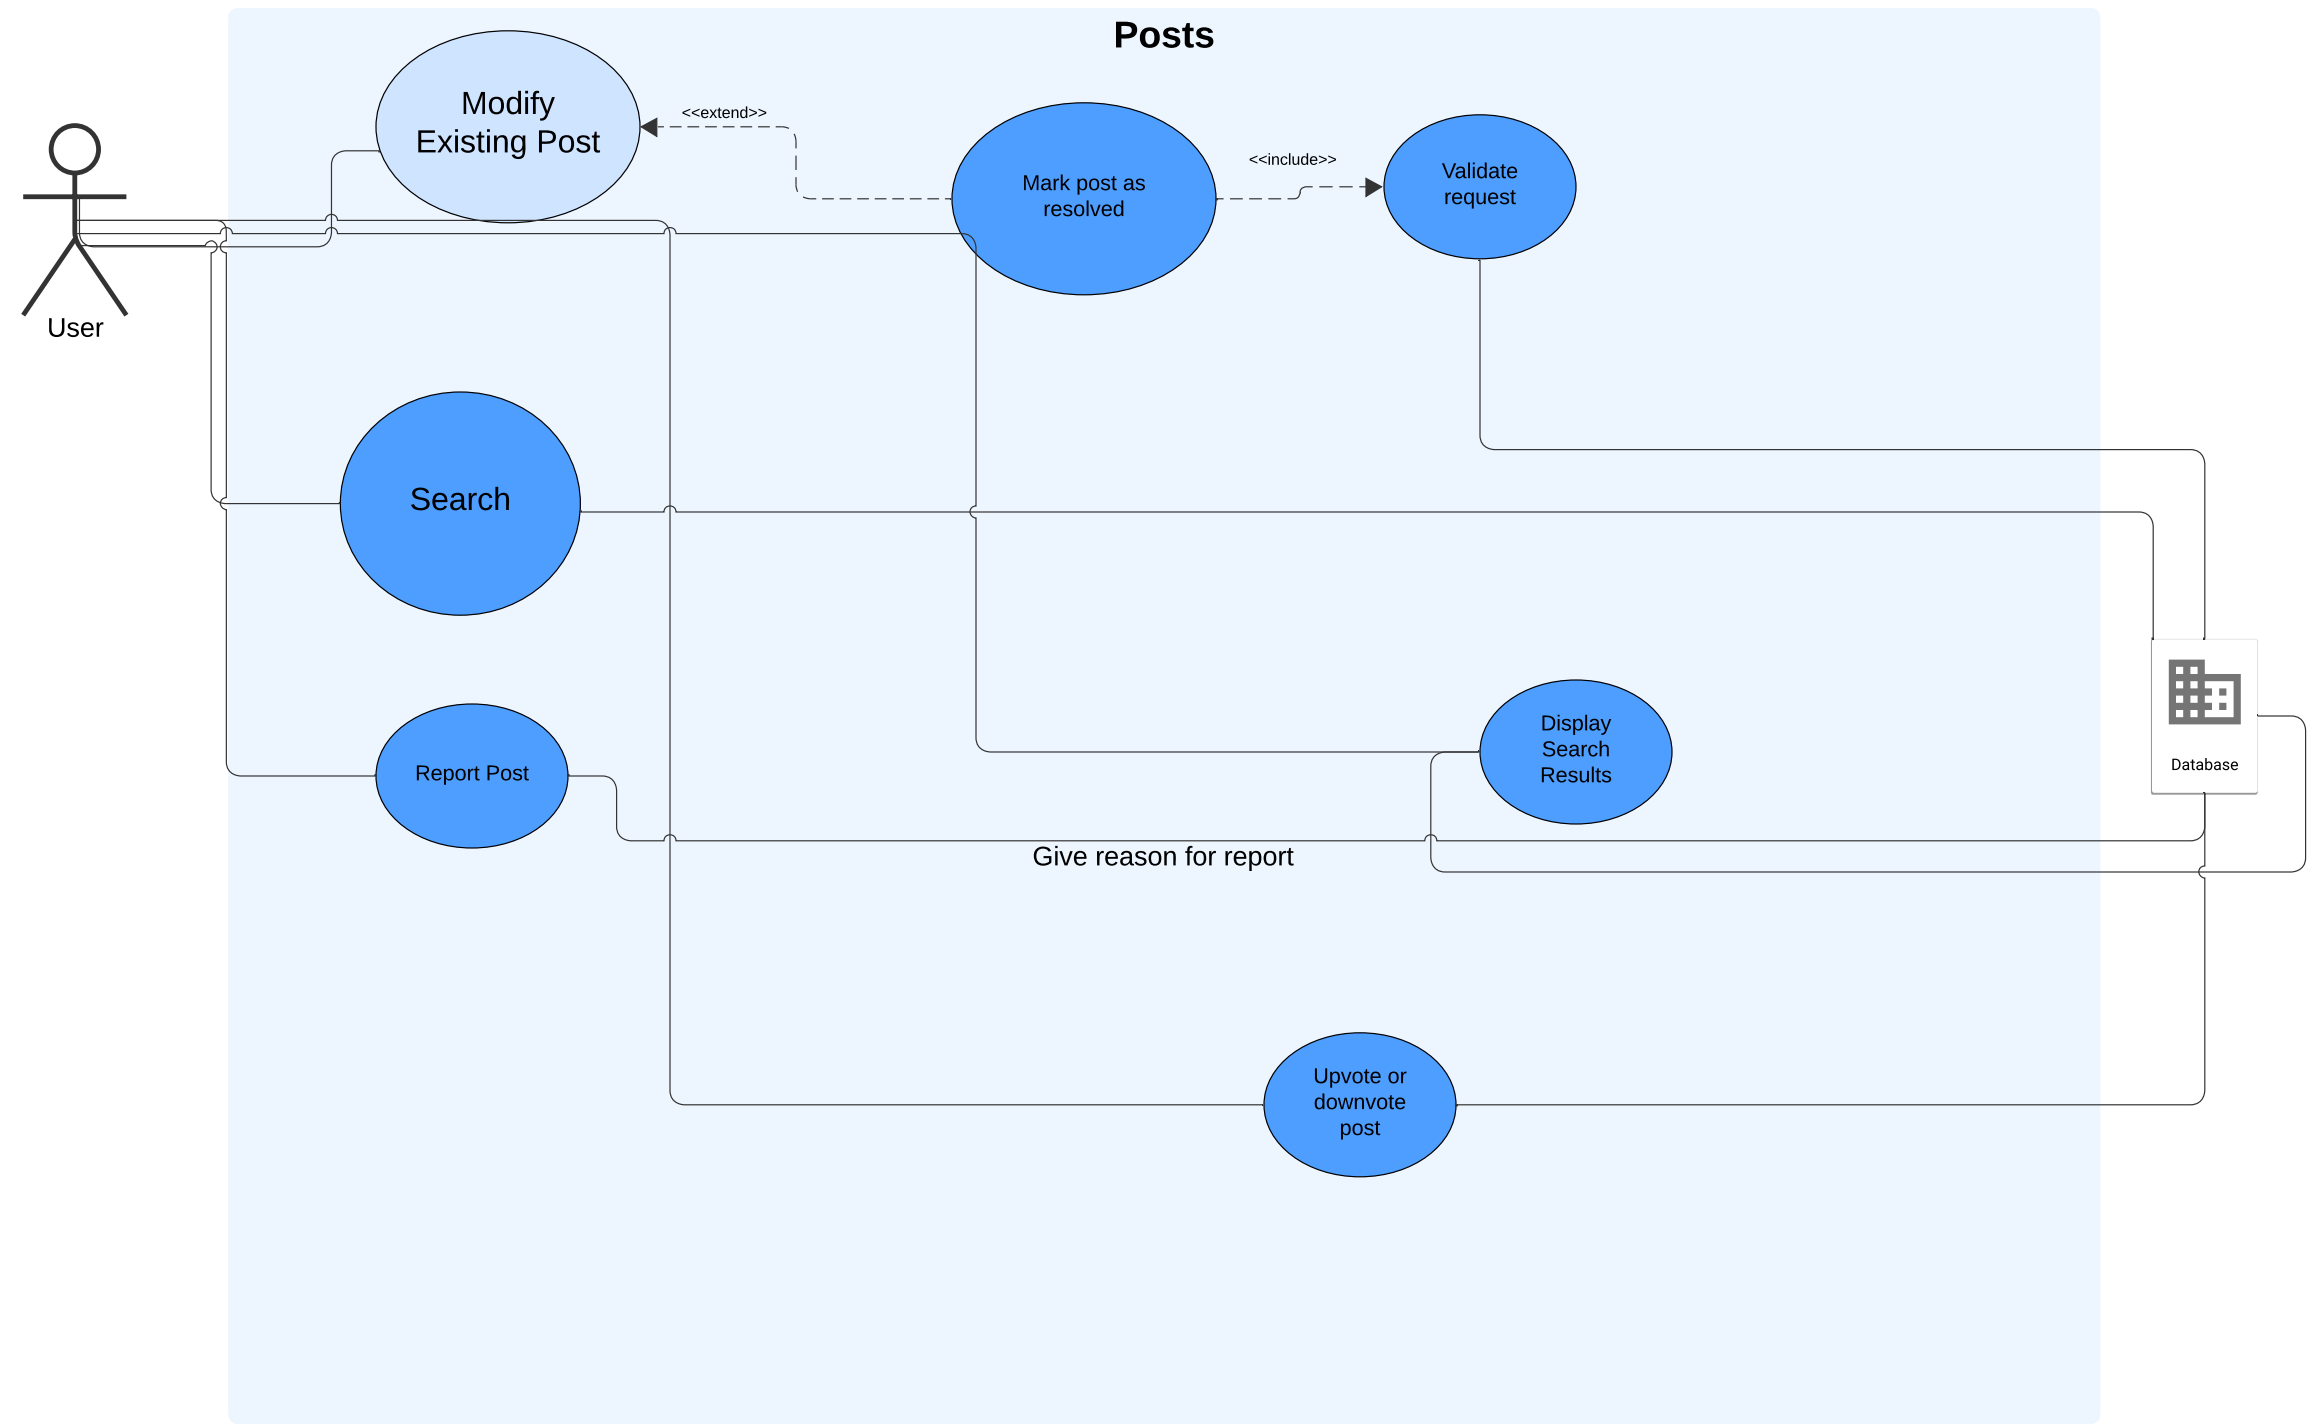 Posts
Modify
Existing Post
<<extend>>
Mark post as
resolved
<<include>>
Validate
request
User
Search
Report Post
Display
Search
Results
Database
Give reason for report
Upvote or
downvote
post